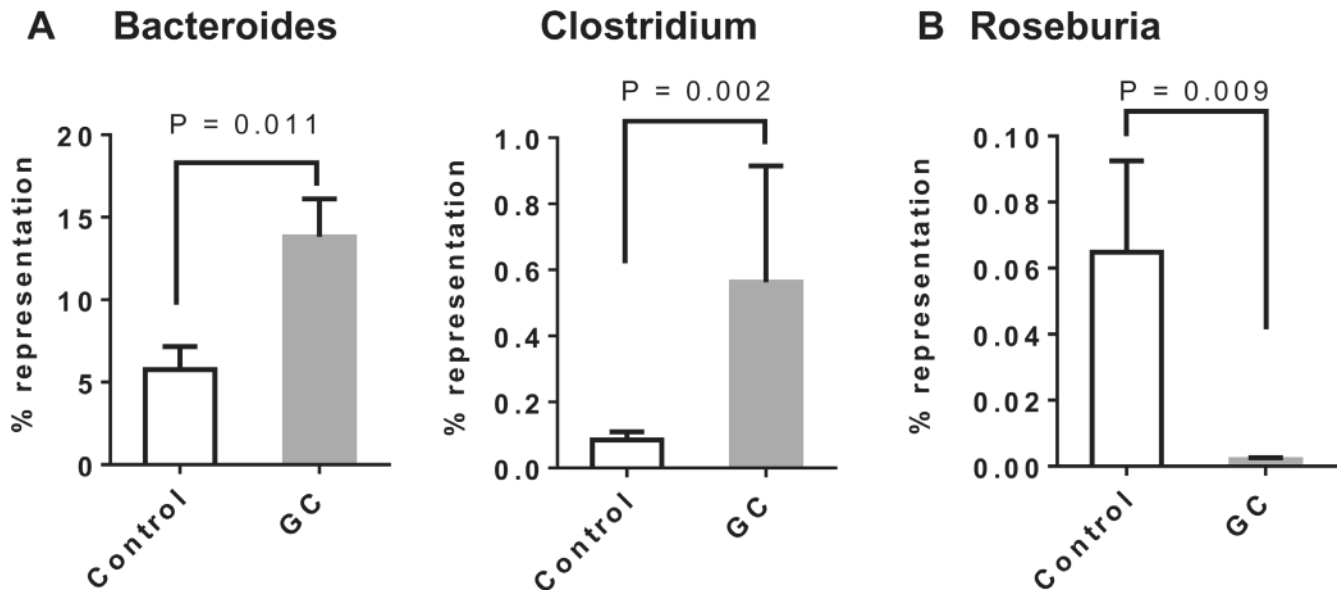 A Bacteroides
P = 0.011
% representation
20
15
10
5
0
Control
GC
Clostridium
P = 0.002
% representation
1.0
0.8
0.6
0.4
0.2
0.0
Control
GC
B Roseburia
P = 0.009
% representation
0.10
0.08
0.06
0.04
0.02
0.00
Control
GC